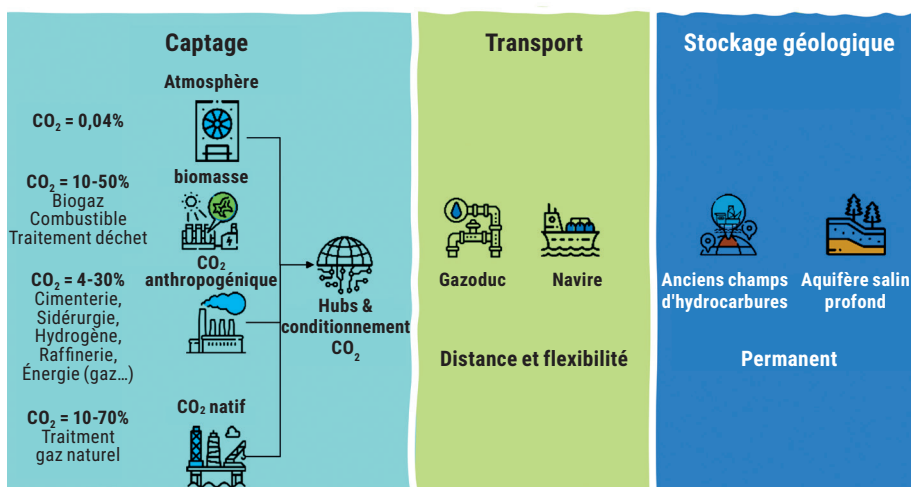 Captage
Atmosphère
CO₂ = 0,04%
biomasse
CO₂ = 10-50%
Biogaz
Combustible
Traitement déchet
CO₂
anthropogénique
CO₂ = 4-30%
Cimenterie,
Sidérurgie,
Hydrogène,
Raffinerie,
Énergie (gaz...)
CO₂ natif
CO₂ = 10-70%
Traitment
gaz naturel
Hubs &
conditionnement
CO₂
Transport
Gazoduc
Navire
Distance et flexibilité
Stockage géologique
Anciens champs
d'hydrocarbures
Aquifère salin
profond
Permanent